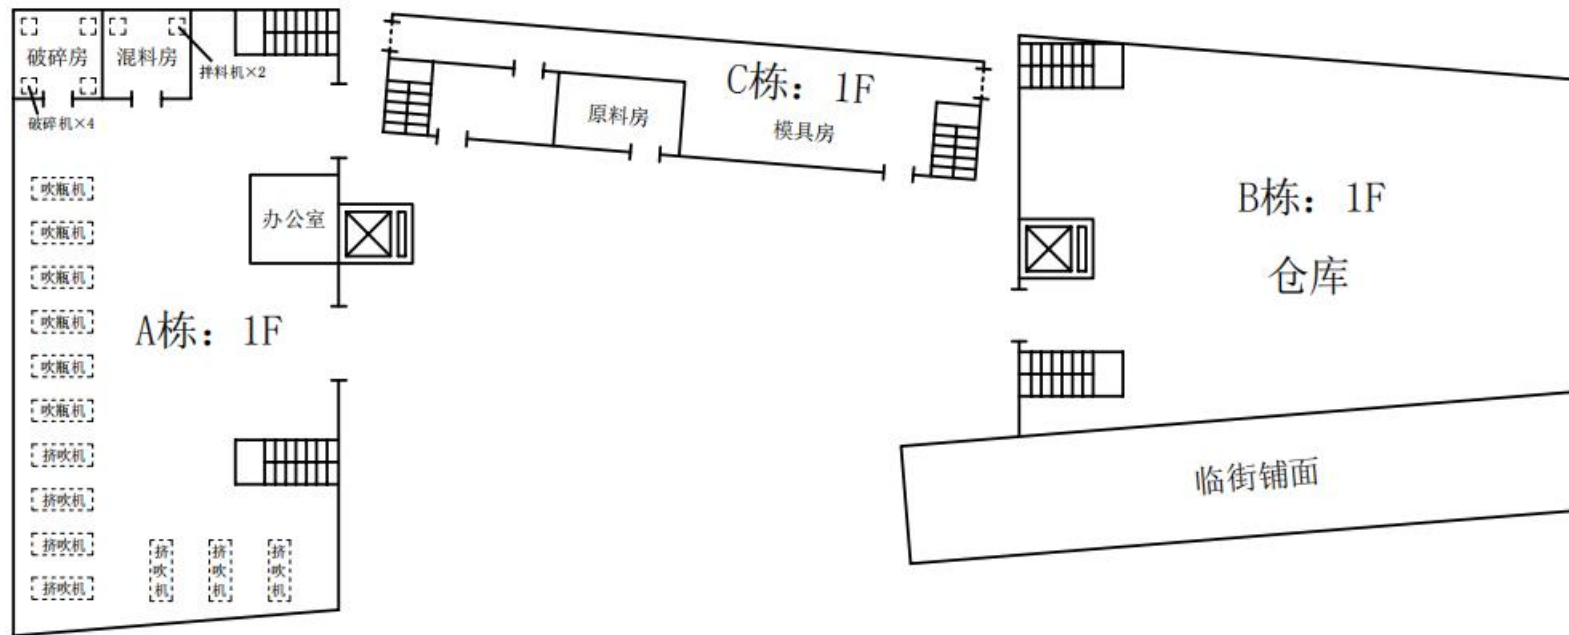 破碎房
混料房
拌料机×2
破碎机×4
吹瓶机
吹瓶机
吹瓶机
吹瓶机
吹瓶机
吹瓶机
挤吹机
挤吹机
挤吹机
挤吹机
挤吹机
挤吹机
挤吹机
办公室
A栋：1F
C栋：1F
原料房
模具房
B栋：1F
仓库
临街铺面